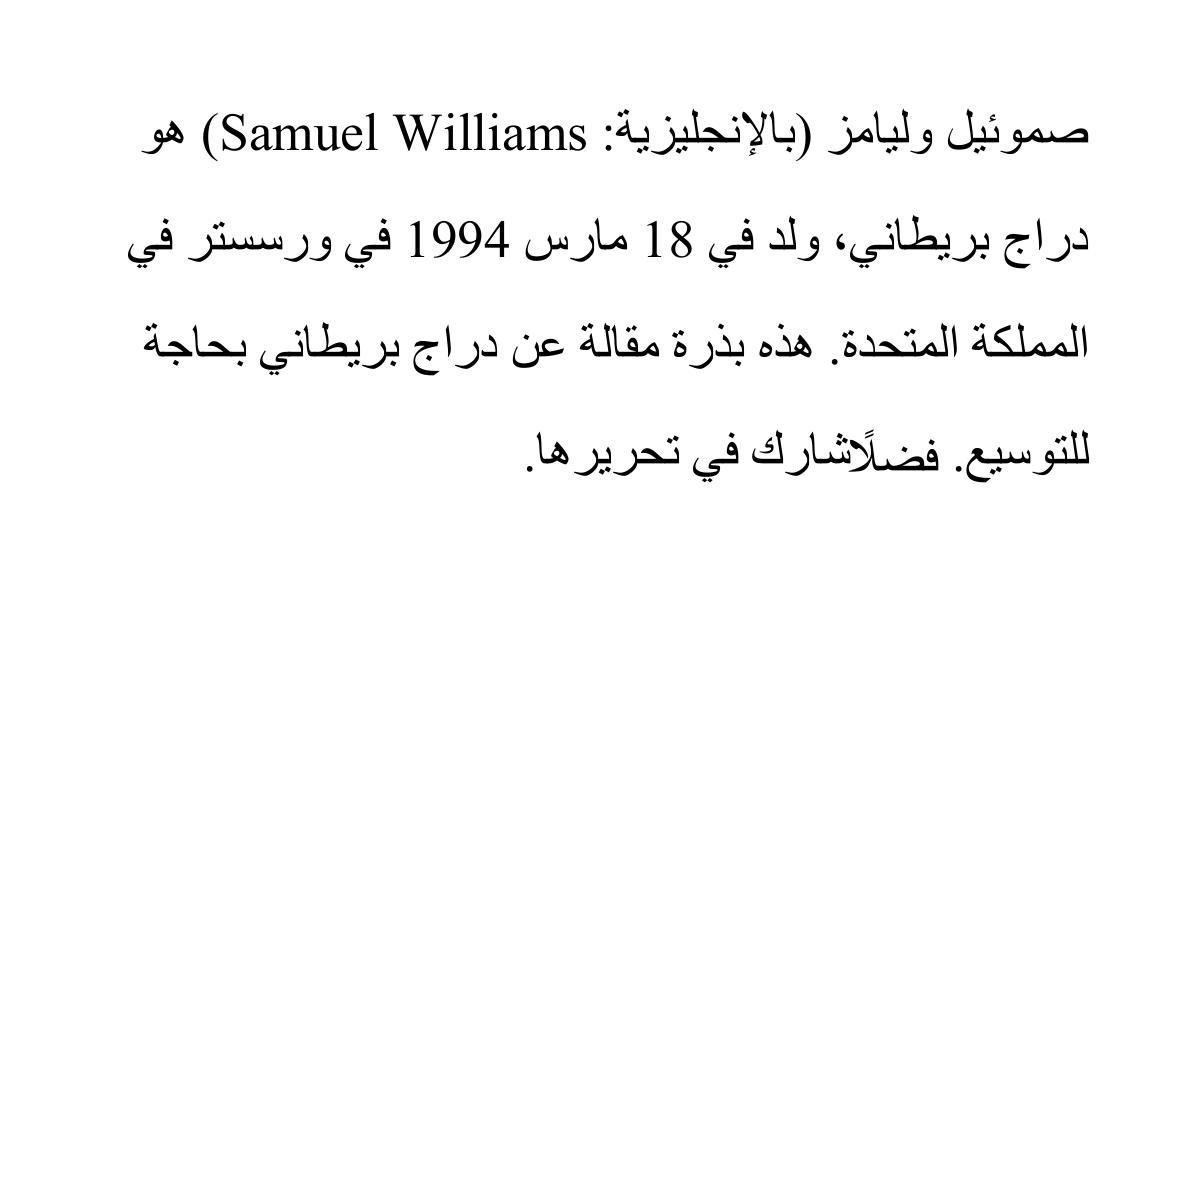 صموئيل وليامز (بالإنجليزية: Samuel Williams) هو
دراج بريطاني، ولد في 18 مارس 1994 في ورسستر في
المملكة المتحدة. هذه بذرة مقالة عن دراج بريطاني بحاجة
للتوسيع. فضلًاشارك في تحريرها.